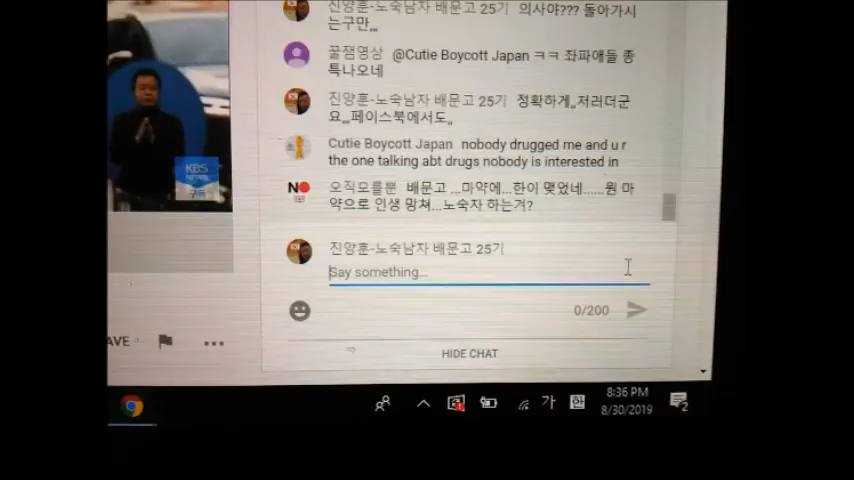 진양훈-노숙남자 배문고 25기 의사야??? 돌아가시
는구만,,,
꿀잼영상 @Cutie Boycott Japan ㅋㅋ 좌파애들 종
특나오네
진양훈-노숙남자 배문고 25기 정확하게,,저러더군
요,,,페이스북에서도,,
Cutie Boycott Japan nobody drugged me and u r
the one talking abt drugs nobody is interested in
오직모를뿐 배문고 ...마약에...한이 맺었네......뭔 마
약으로 인생 망쳐...노숙자 하는겨?
NO
KBS
NEWS
구독
진양훈-노숙남자 배문고 25기
Say something...
0/200
AVE
HIDE CHAT
가
한
8:36 PM
8/30/2019
2